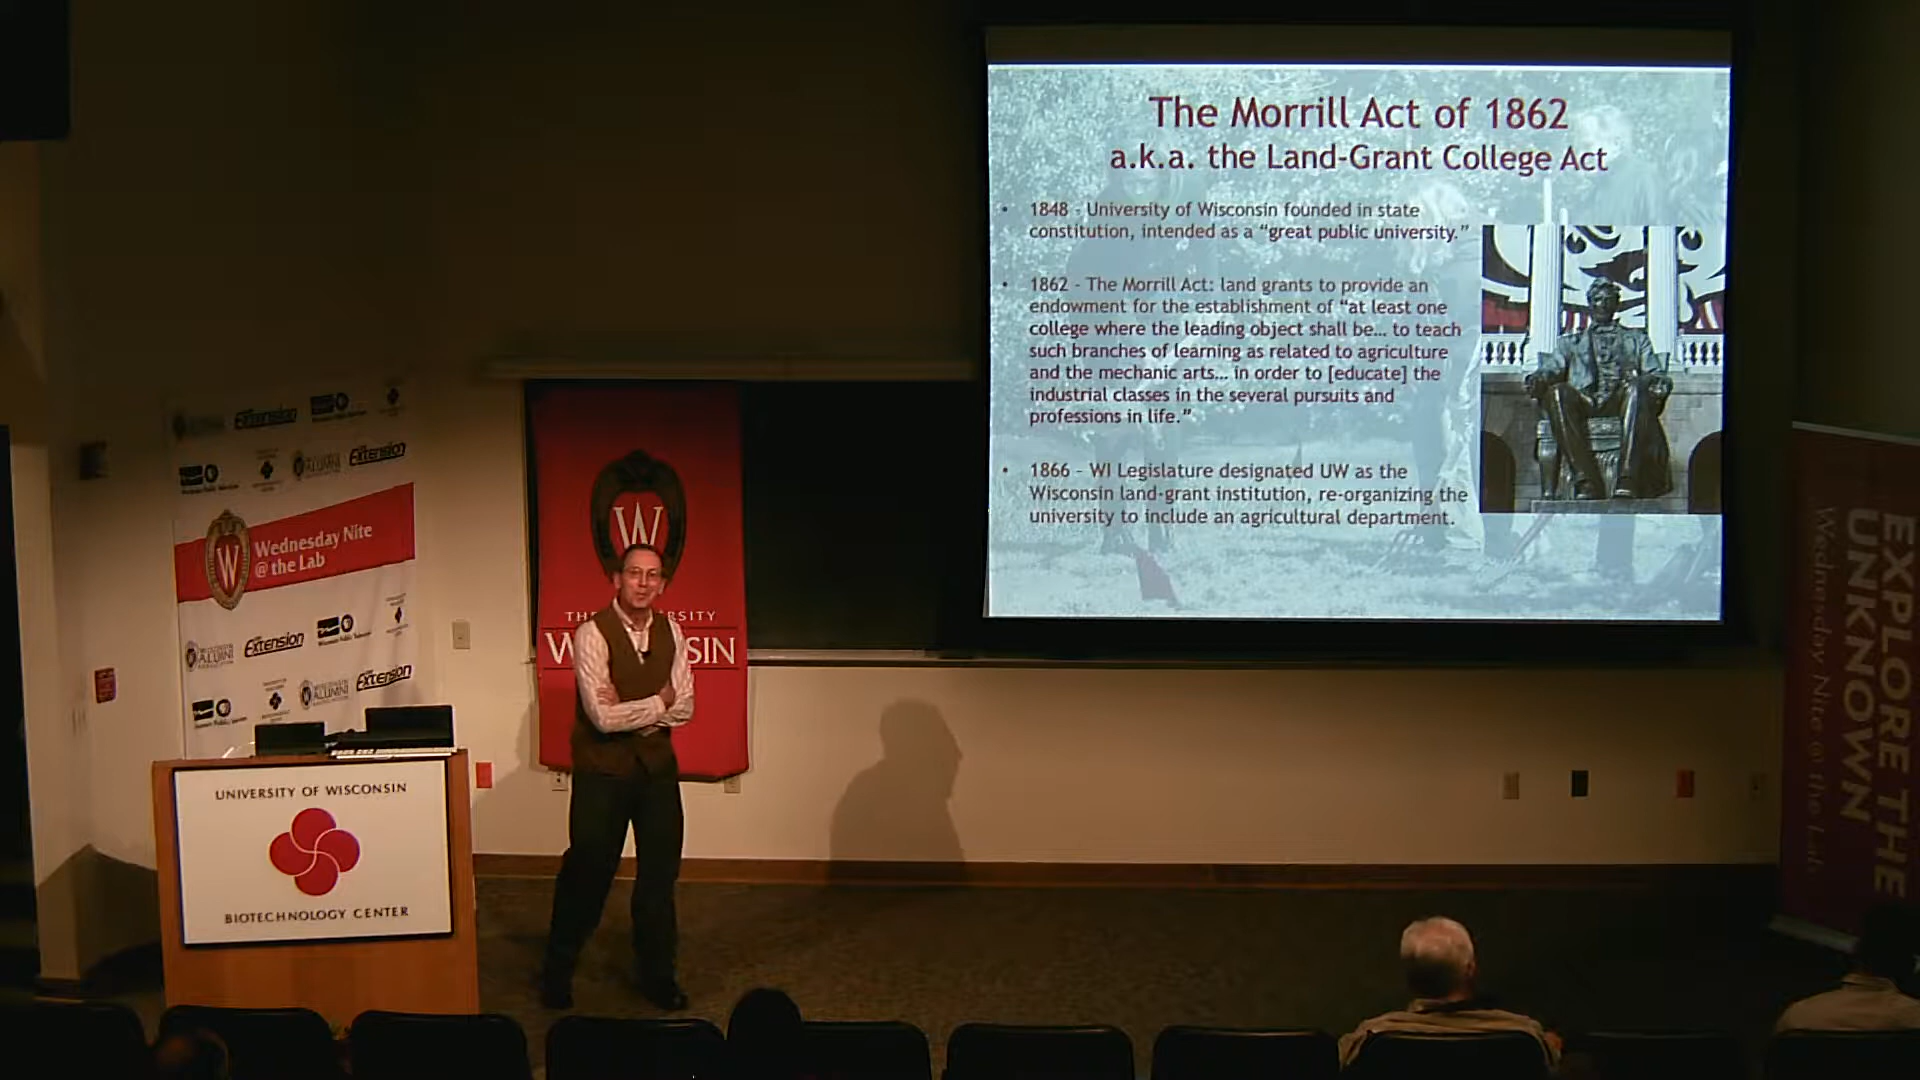 The Morrill Act of 1862
a.k.a. the Land-Grant College Act
• 1848 - University of Wisconsin founded in state
constitution, intended as a “great public university.”
• 1862 - The Morrill Act: land grants to provide an
endowment for the establishment of “at least one
college where the leading object shall be... to teach
such branches of learning as related to agriculture
and the mechanic arts... in order to [educate] the
industrial classes in the several pursuits and
professions in life.”
• 1866 - WI Legislature designated UW as the
Wisconsin land-grant institution, re-organizing the
university to include an agricultural department.
Extension
ALUMNI
Extension
W
Wednesday Nite
@ the Lab
Extension
ALUMNI
ALUMNI
Extension
W
TH RSITY
W SIN
UNIVERSITY OF WISCONSIN
BIOTECHNOLOGY CENTER
EXPLORE THE
UNKNOWN
Wednesday Nite @ the Lab